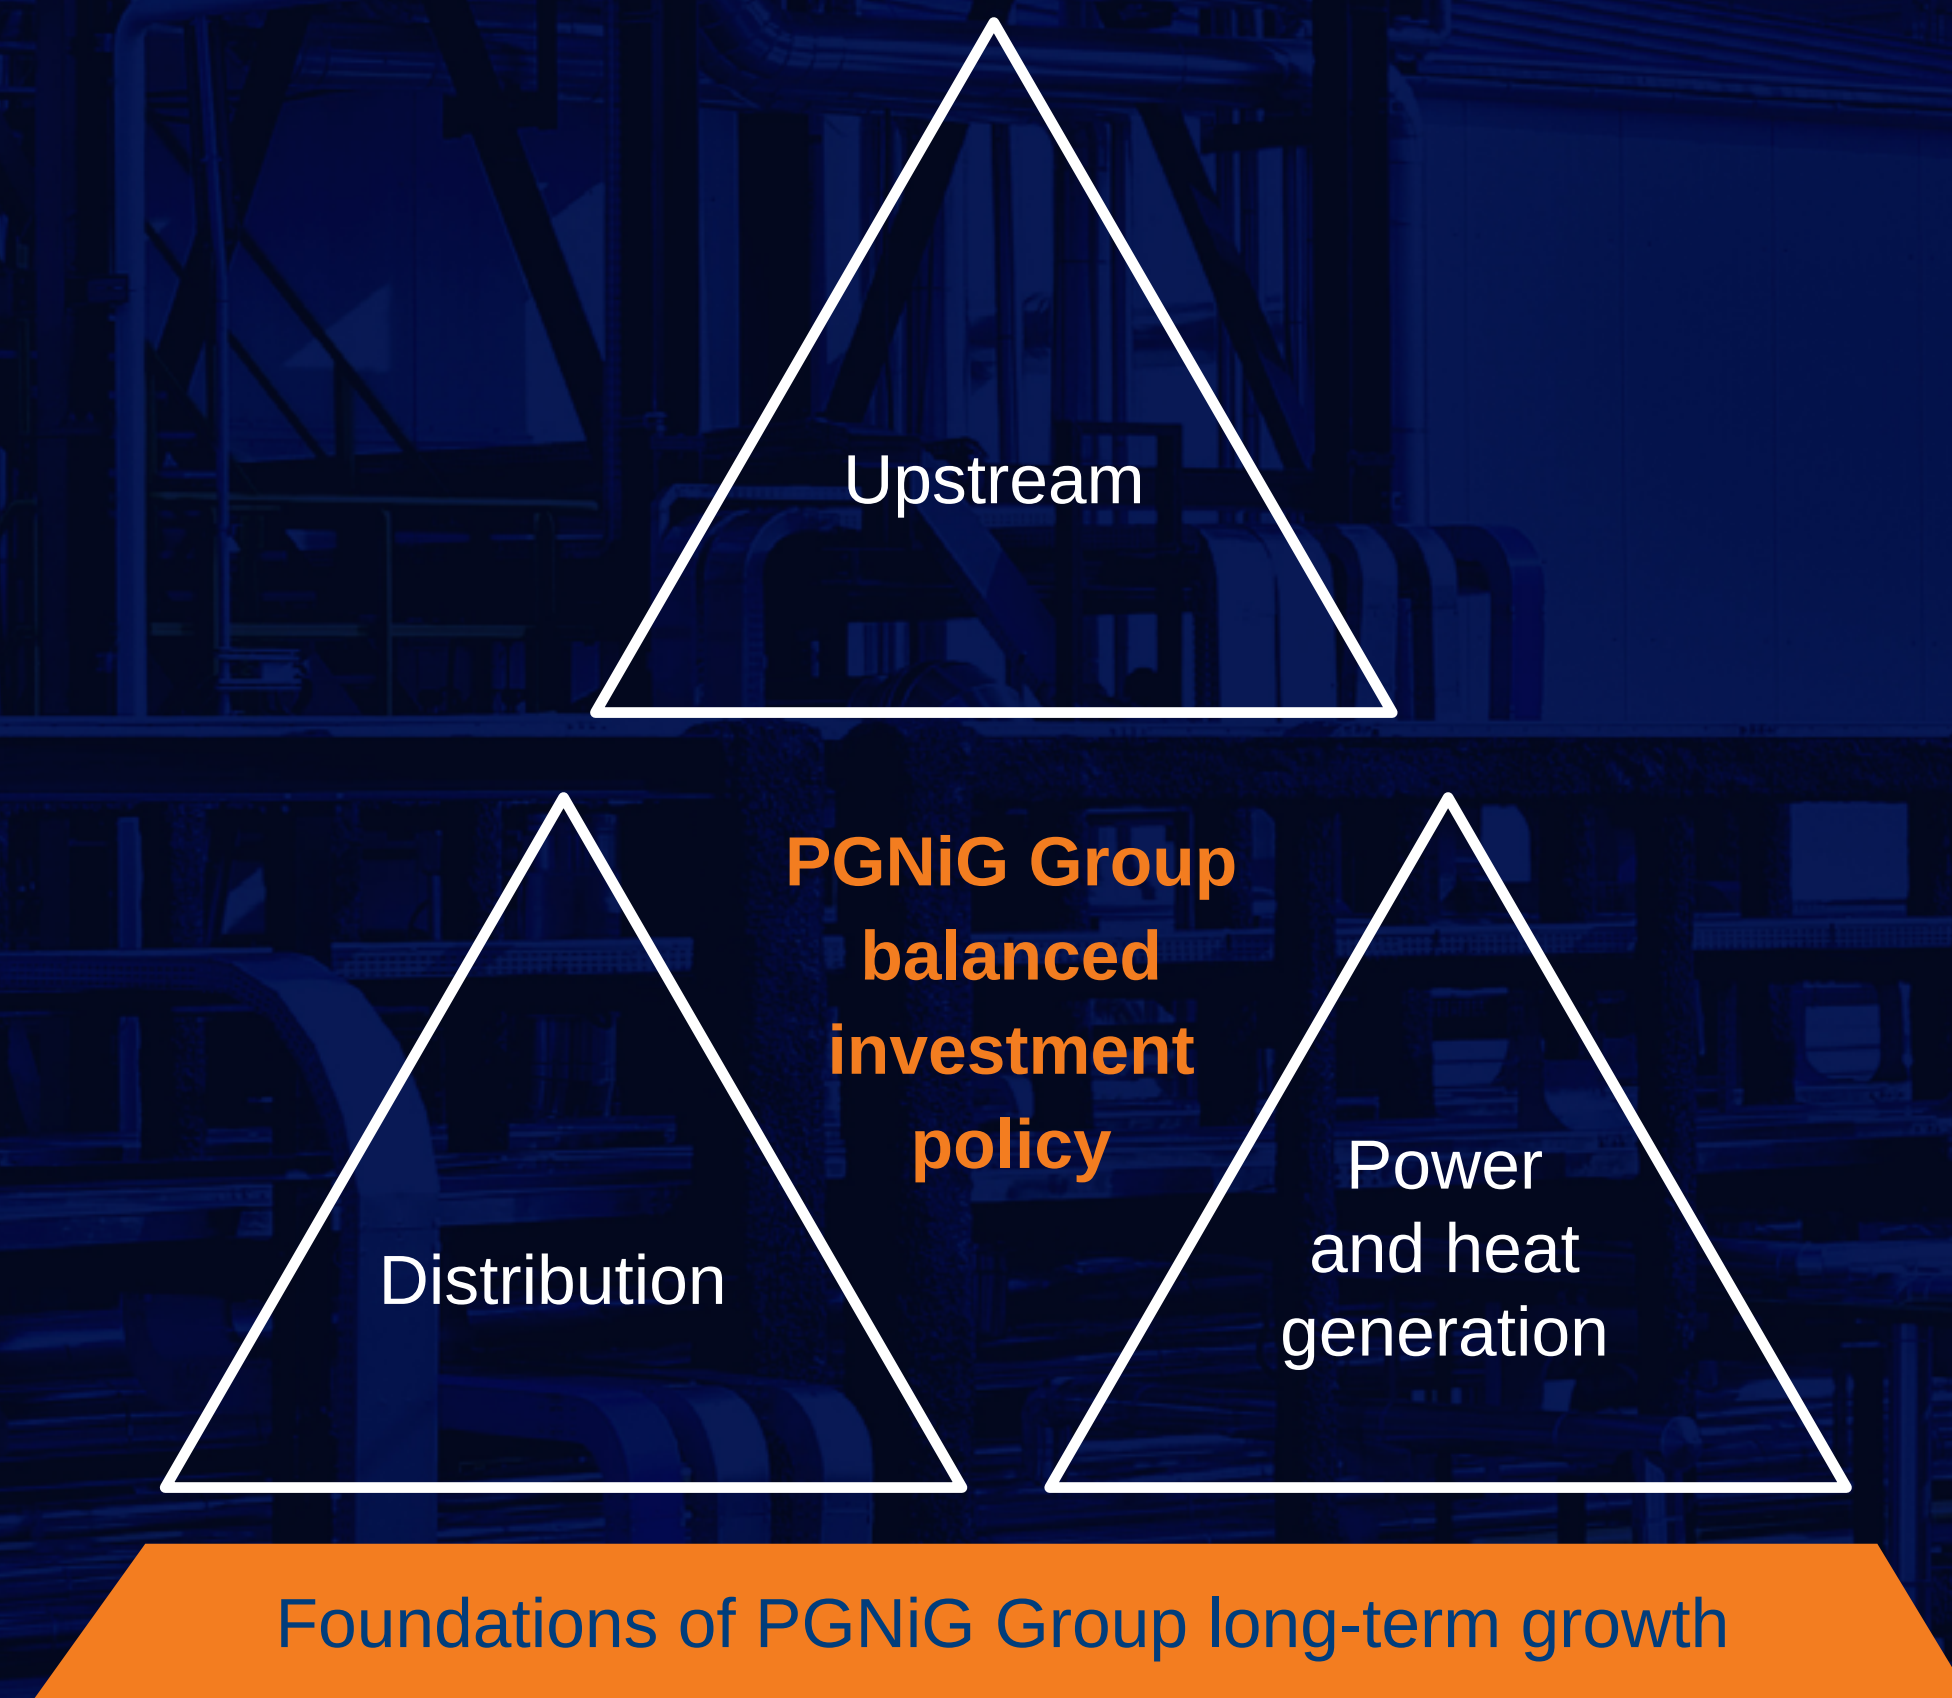 Upstream
PGNiG Group
balanced
investment
policy
Distribution
Power
and heat
generation
Foundations of PGNiG Group long-term growth